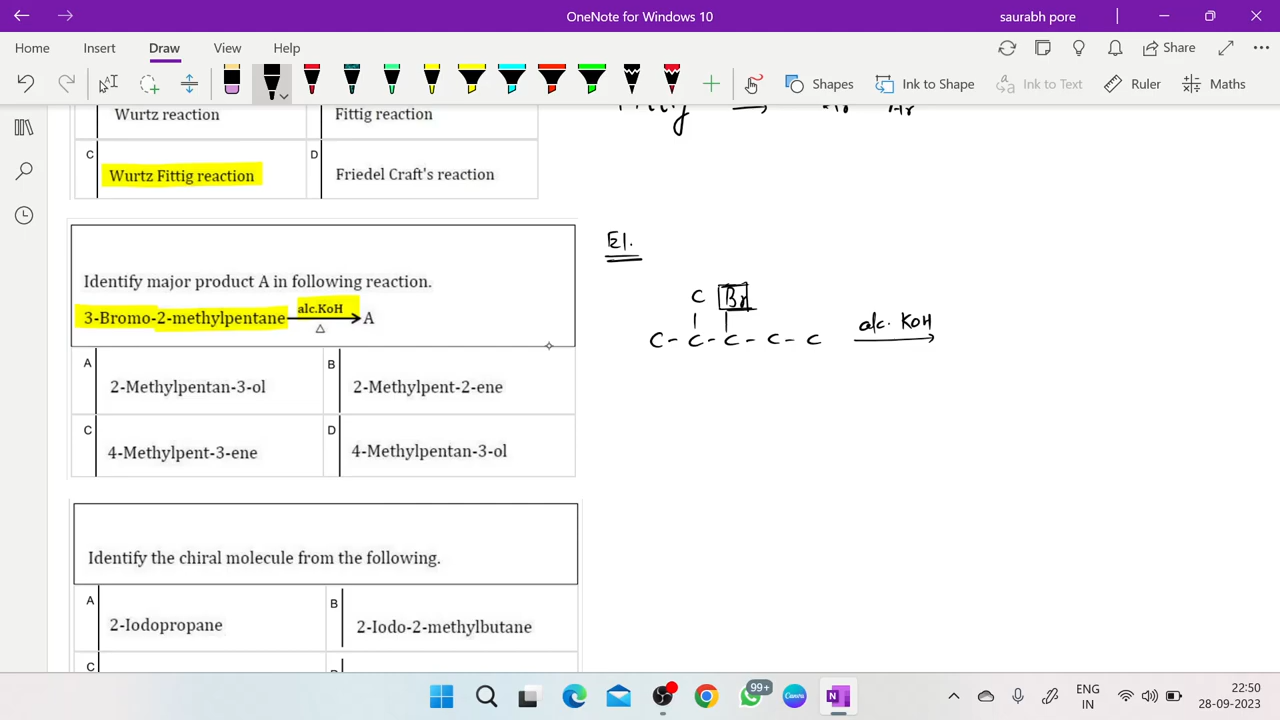 OneNote for Windows 10
saurabh pore
Home
Insert
Draw
View
Help
Share
Shapes
Ink to Shape
Ink to Text
Ruler
Maths
Wurtz reaction
Fittig reaction
C
Wurtz Fittig reaction
D
Friedel Craft's reaction
Identify major product A in following reaction.
3-Bromo-2-methylpentane alc.KoH △ A
A
2-Methylpentan-3-ol
B
2-Methylpent-2-ene
C
4-Methylpent-3-ene
D
4-Methylpentan-3-ol
E1.
C Br
C - C - C - C - C alc. KOH
Identify the chiral molecule from the following.
A
2-Iodopropane
B
2-Iodo-2-methylbutane
C
99+
ENG
IN
22:50
28-09-2023